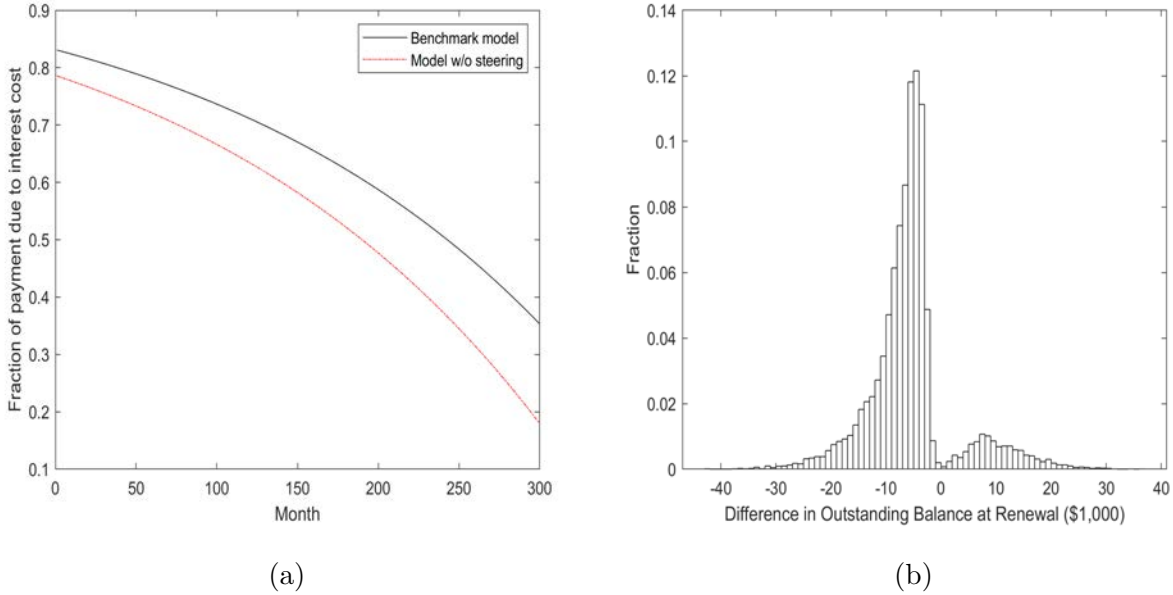 0.9
0.8
0.7
0.6
0.5
0.4
0.3
0.2
0.1
Fraction of payment due to interest cost
Benchmark model
Model w/o steering
0 50 100 150 200 250 300
Month
(a)
0.14
0.12
0.1
0.08
0.06
0.04
0.02
0
Fraction
-40 -30 -20 -10 0 10 20 30 40
Difference in Outstanding Balance at Renewal ($1,000)
(b)